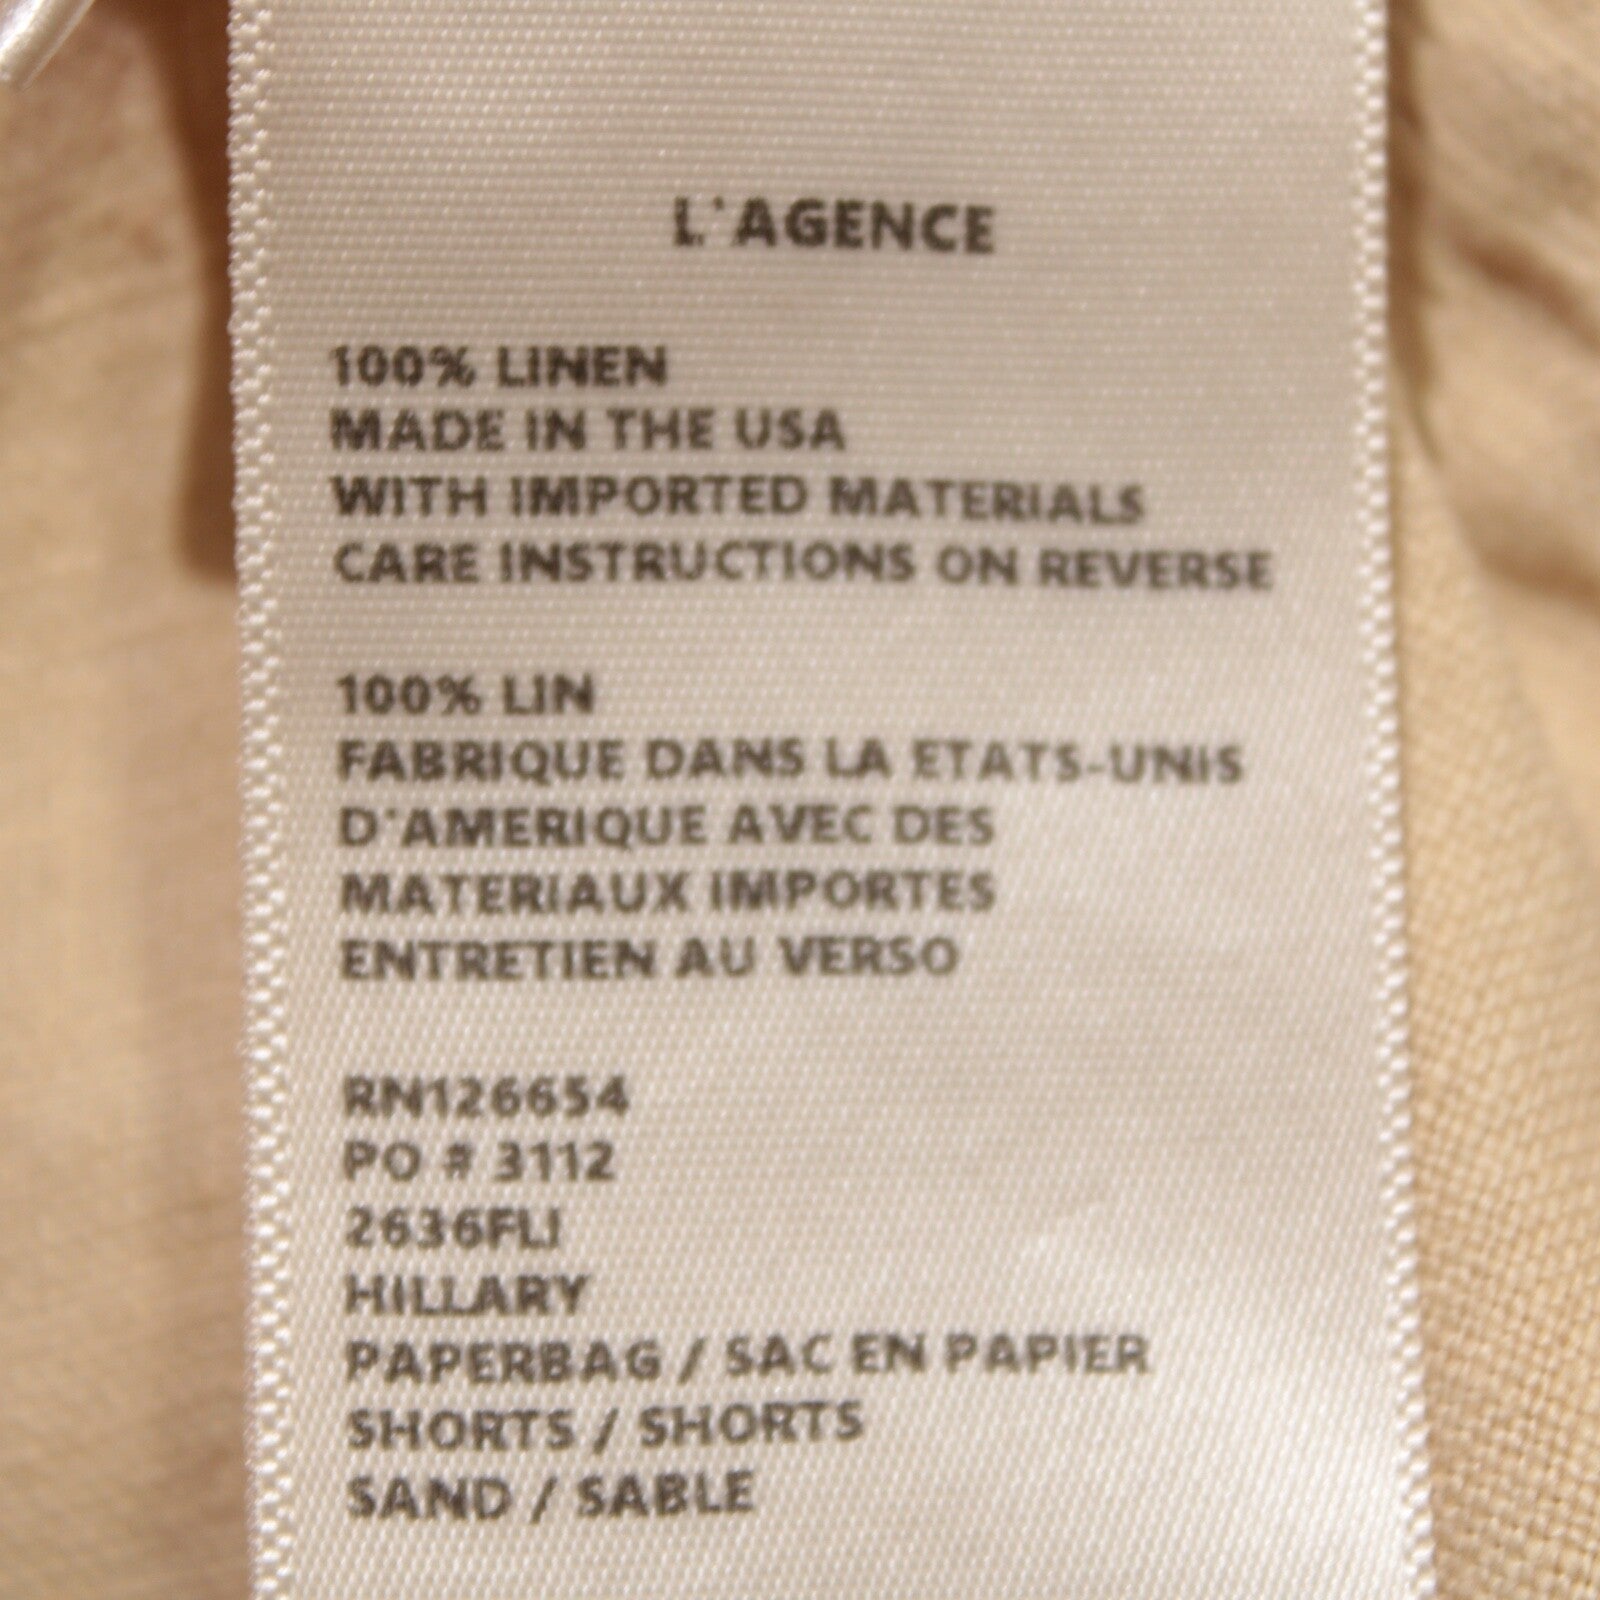 L'AGENCE
100% LINEN
MADE IN THE USA
WITH IMPORTED MATERIALS
CARE INSTRUCTIONS ON REVERSE
100% LIN
FABRIQUE DANS LA ETATS-UNIS
D'AMERIQUE AVEC DES
MATERIAUX IMPORTES
ENTRETIEN AU VERSO
RN126654
PO # 3112
2636FLI
HILLARY
PAPERBAG / SAC EN PAPIER
SHORTS / SHORTS
SAND / SABLE